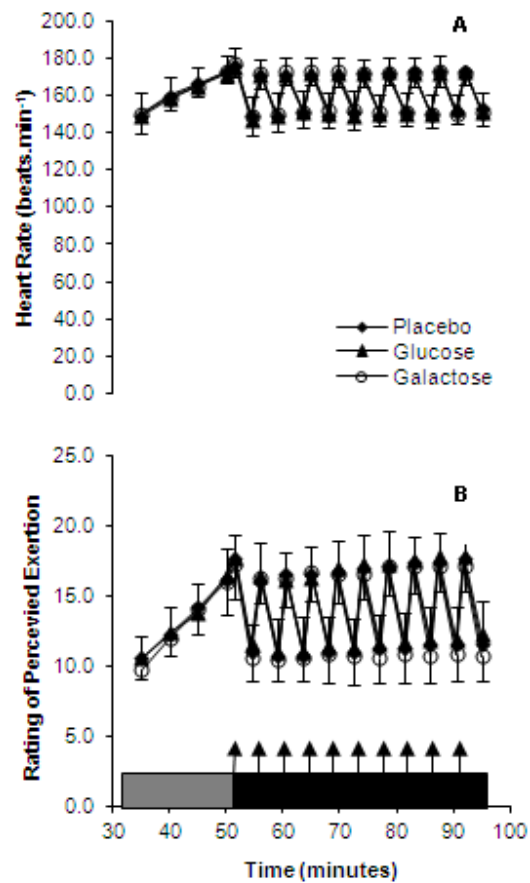 A
200.0
180.0
160.0
140.0
120.0
100.0
80.0
60.0
40.0
20.0
0.0
Heart Rate (beats.min⁻¹)
Placebo
Glucose
Galactose
B
25.0
20.0
15.0
10.0
5.0
0.0
Rating of Percevied Exertion
30 40 50 60 70 80 90 100
Time (minutes)